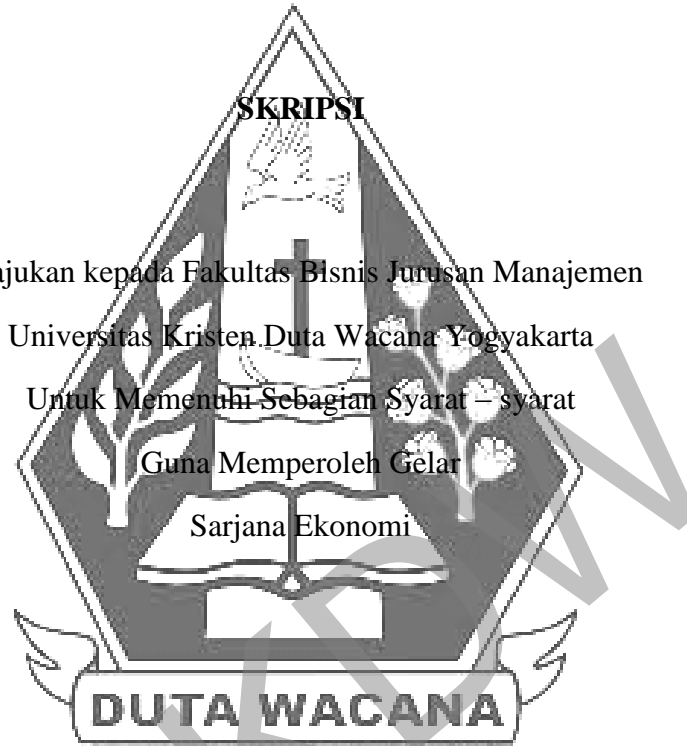 SKRIPSI
ajukan kepada Fakultas Bisnis Jurusan Manajemen
Universitas Kristen Duta Wacana Yogyakarta
Untuk Memenuhi Sebagian Syarat – syarat
Guna Memperoleh Gelar
Sarjana Ekonomi
DUTA WACANA